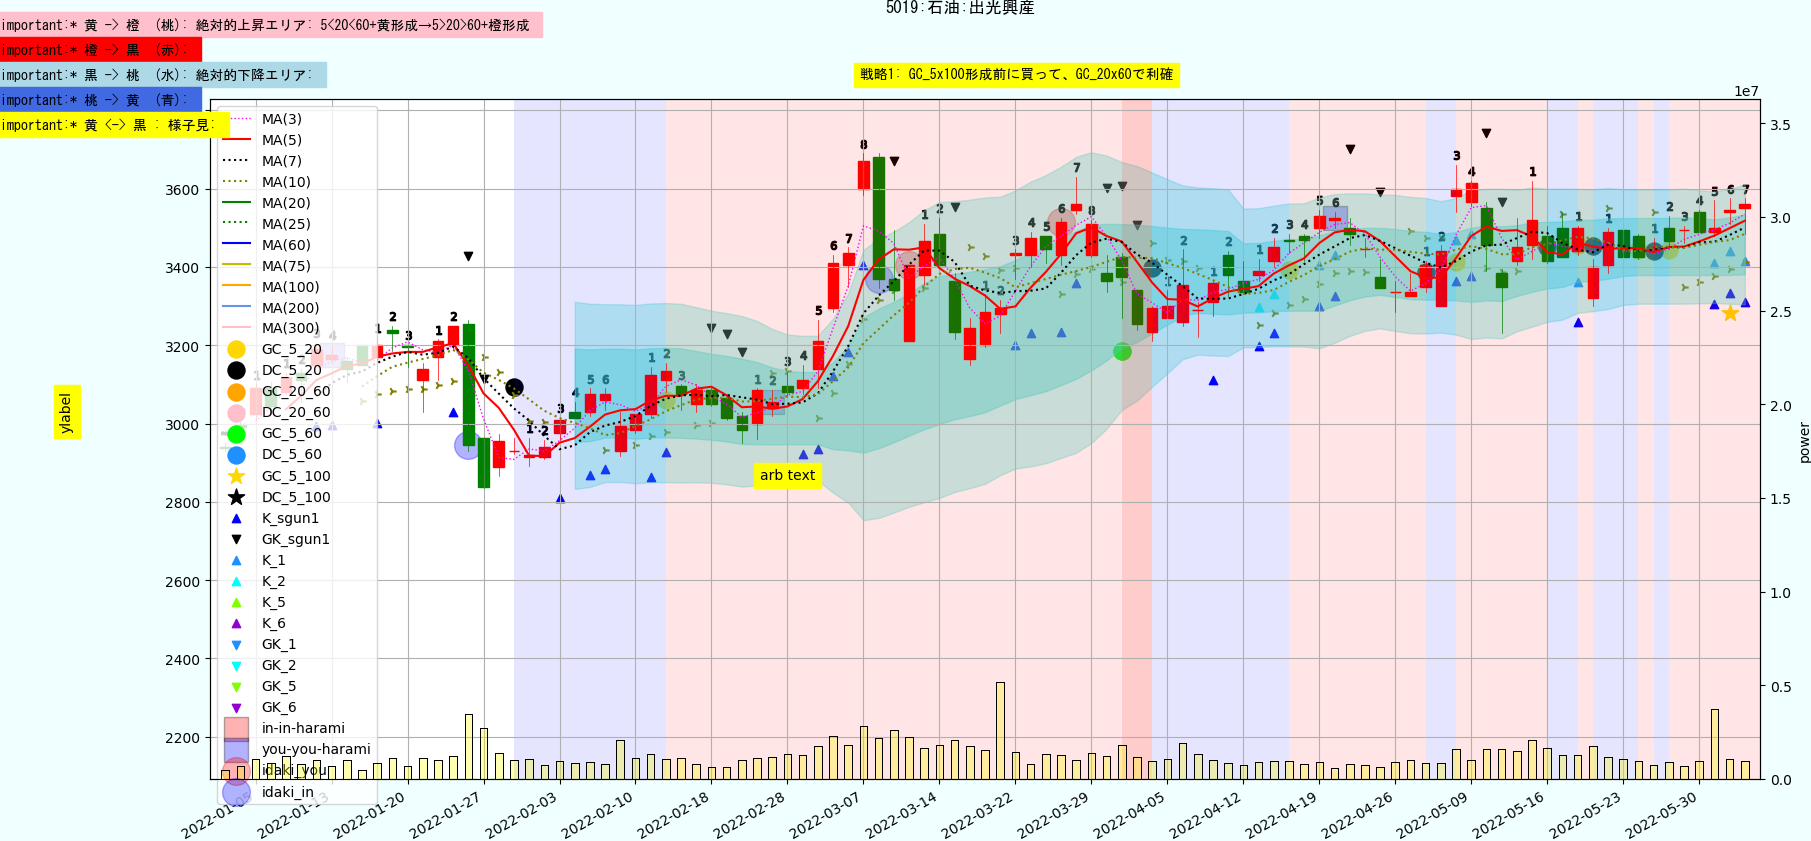 5019:石油:出光興産
important:* 黄 -> 橙 (桃): 絶対的上昇エリア: 5<20<60+黄形成→5>20>60+橙形成
important:* 橙 -> 黒 (赤):
important:* 黒 -> 桃 (水): 絶対的下降エリア:
戦略1: GC_5x100形成前に買って、GC_20x60で利確
important:* 桃 -> 黄 (青):
important:* 黄 <-> 黒 : 様子見:
1e7
MA(3)
MA(5)
MA(7)
MA(10)
MA(20)
MA(25)
MA(60)
MA(75)
MA(100)
MA(200)
MA(300)
GC_5_20
DC_5_20
GC_20_60
DC_20_60
GC_5_60
DC_5_60
GC_5_100
DC_5_100
K_sgun1
GK_sgun1
K_1
K_2
K_5
K_6
GK_1
GK_2
GK_5
GK_6
in-in-harami
you-you-harami
idaki_you
idaki_in
3600
3400
3200
3000
2800
2600
2400
2200
ylabel
arb text
3.5
3.0
2.5
2.0
1.5
1.0
0.5
0.0
power
2022-01-05
2022-01-13
2022-01-20
2022-01-27
2022-02-03
2022-02-10
2022-02-18
2022-02-28
2022-03-07
2022-03-14
2022-03-22
2022-03-29
2022-04-05
2022-04-12
2022-04-19
2022-04-26
2022-05-09
2022-05-16
2022-05-23
2022-05-30